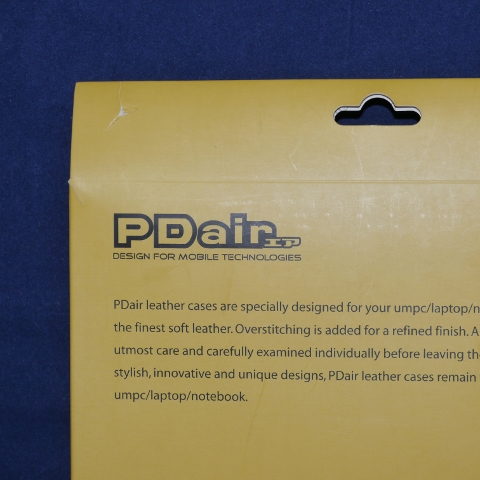 PDair IP
DESIGN FOR MOBILE TECHNOLOGIES
PDair leather cases are specially designed for your umpc/laptop/n
the finest soft leather. Overstitching is added for a refined finish. A
utmost care and carefully examined individually before leaving th
stylish, innovative and unique designs, PDair leather cases remain
umpc/laptop/notebook.